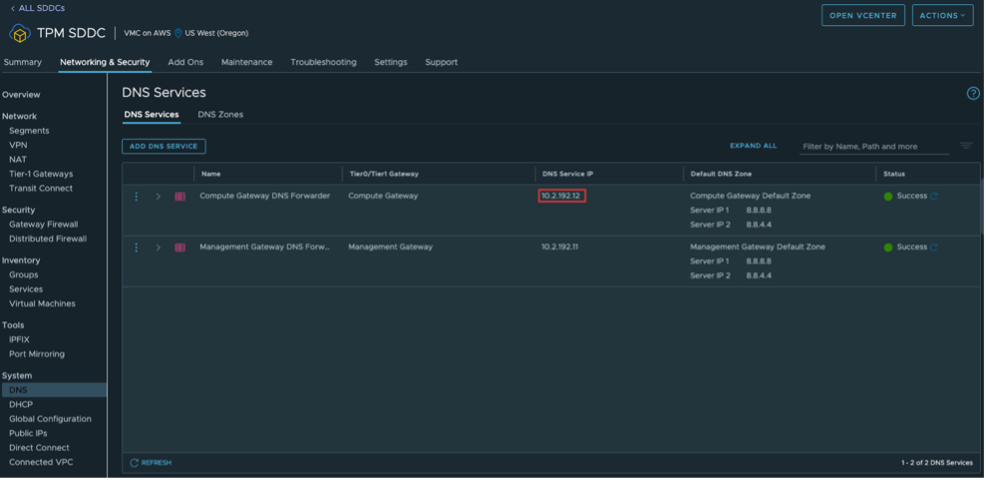 ‹ ALL SDDCs
OPEN VCENTER
ACTIONS
TPM SDDC
VMC on AWS
US West (Oregon)
Summary
Networking & Security
Add Ons
Maintenance
Troubleshooting
Settings
Support
Overview
Network
Segments
VPN
NAT
Tier-1 Gateways
Transit Connect
Security
Gateway Firewall
Distributed Firewall
Inventory
Groups
Services
Virtual Machines
Tools
IPFIX
Port Mirroring
System
DNS
DHCP
Global Configuration
Public IPs
Direct Connect
Connected VPC
DNS Services
?
DNS Services
DNS Zones
ADD DNS SERVICE
EXPAND ALL
Filter by Name, Path and more
Name
Tier0/Tier1 Gateway
DNS Service IP
Default DNS Zone
Status
Compute Gateway DNS Forwarder
Compute Gateway
10.2.192.12
Compute Gateway Default Zone
Success
Server IP 1 8.8.8.8
Server IP 2 8.8.4.4
Management Gateway DNS Forw...
Management Gateway
10.2.192.11
Management Gateway Default Zone
Success
Server IP 1 8.8.8.8
Server IP 2 8.8.4.4
REFRESH
1 - 2 of 2 DNS Services